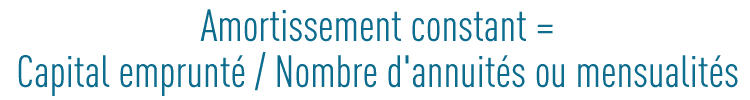 Amortissement constant =
Capital emprunté / Nombre d'annuités ou mensualités